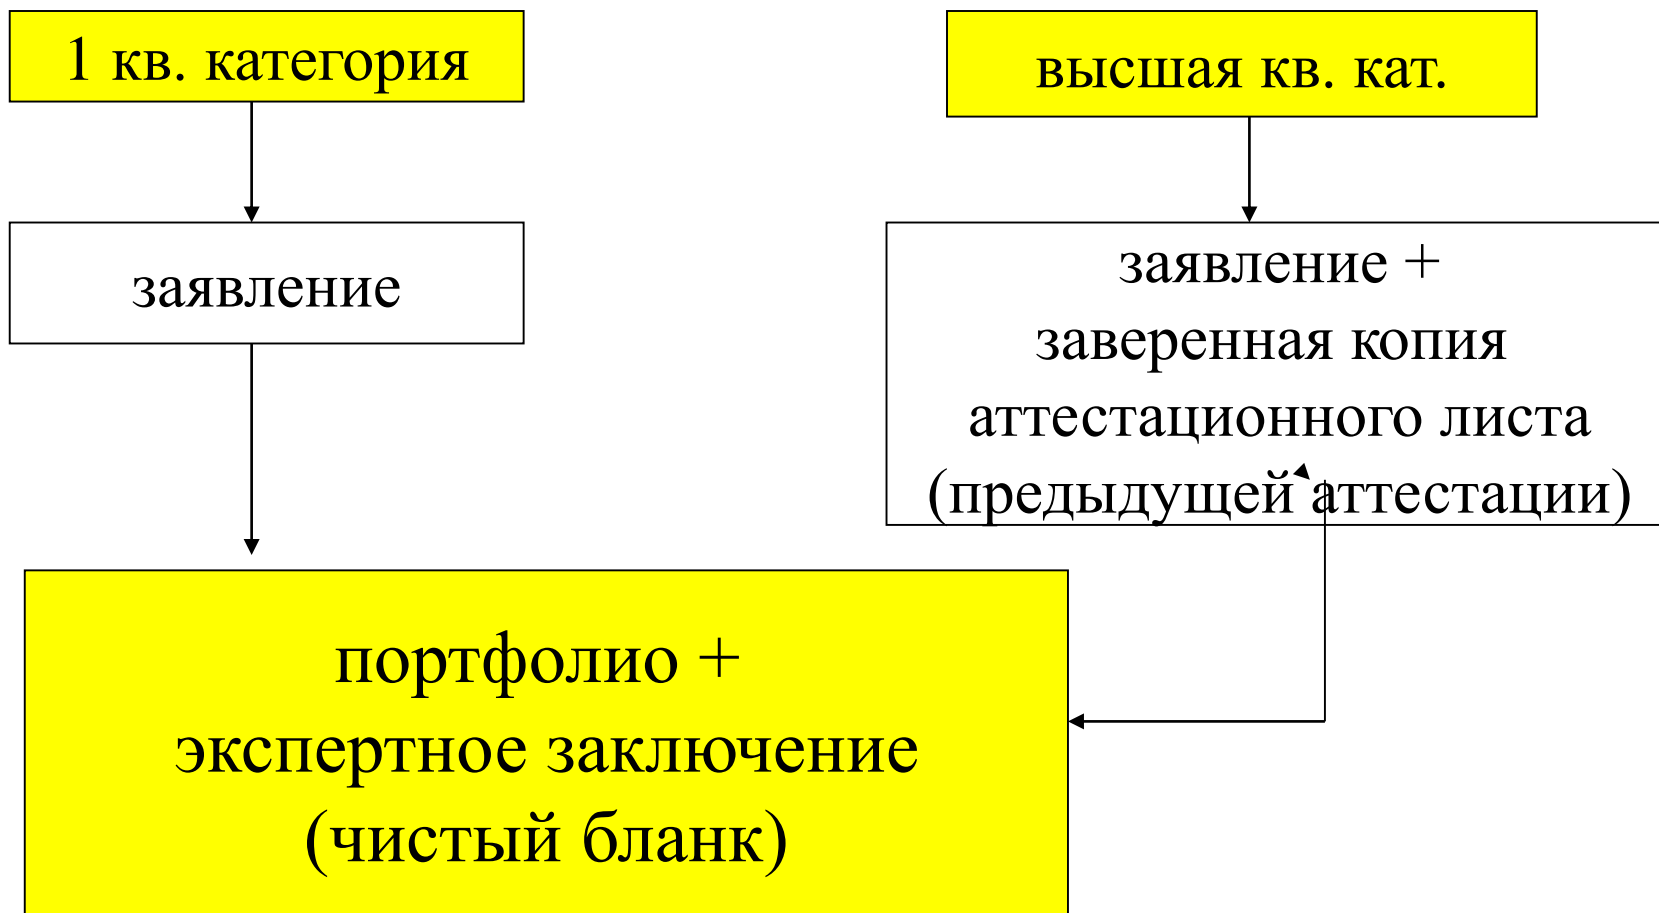 1 кв. категория
высшая кв. кат.
заявление
заявление +
заверенная копия
аттестационного листа
(предыдущей аттестации)
портфолио +
экспертное заключение
(чистый бланк)